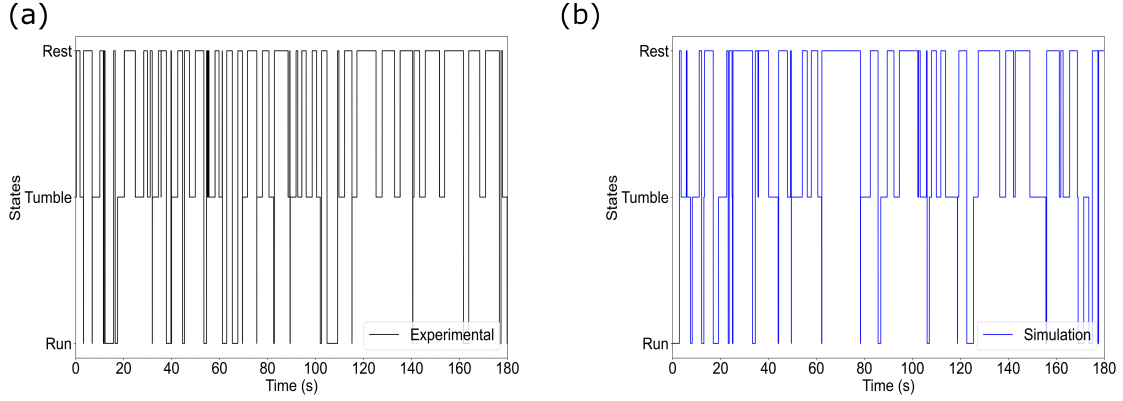 (a)
Rest
Tumble
Run
States
Experimental
0 20 40 60 80 100 120 140 160 180
Time (s)
(b)
Rest
Tumble
Run
States
Simulation
0 20 40 60 80 100 120 140 160 180
Time (s)